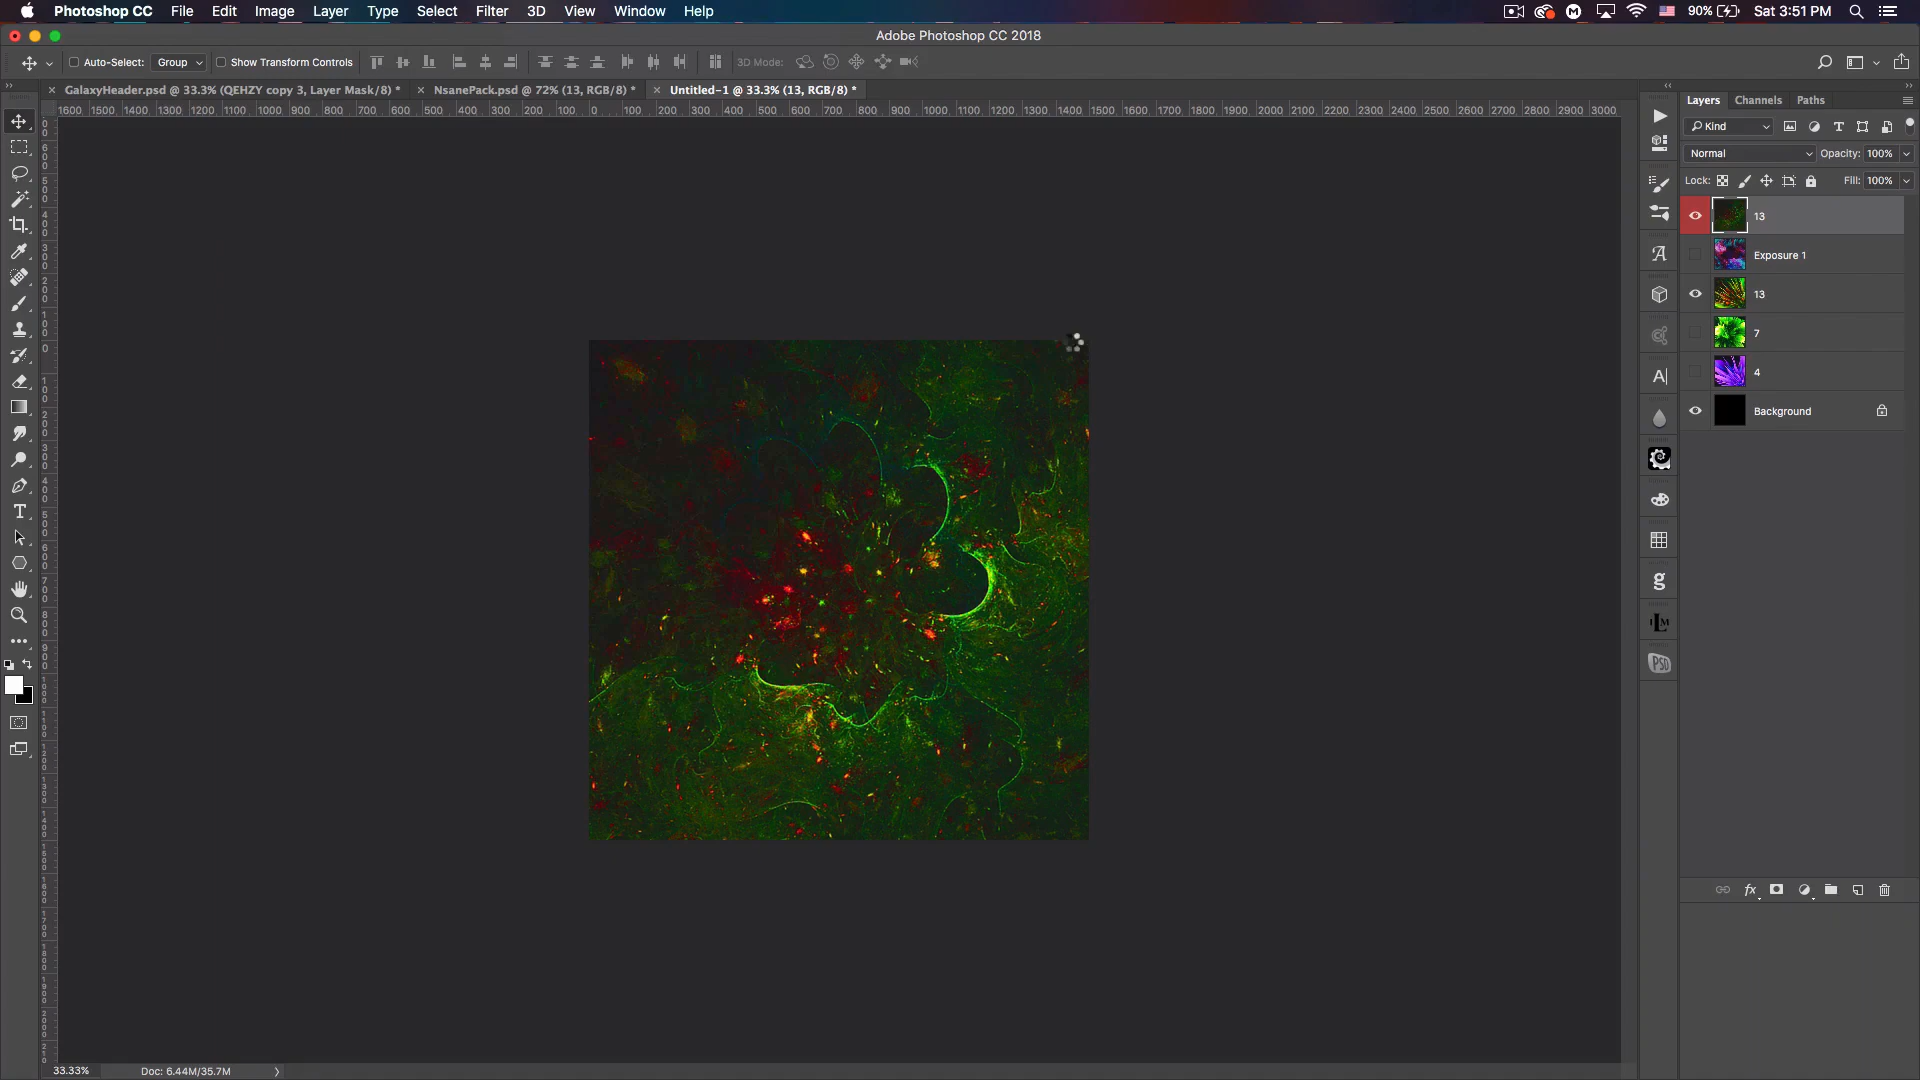 Photoshop CC File Edit Image Layer Type Select Filter 3D View Window Help 90% Sat 3:51 PM
Adobe Photoshop CC 2018
Auto-Select: Group Show Transform Controls 3D Mode:
GalaxyHeader.psd @ 33.3% (QEHZY copy 3, Layer Mask/8) * NsanePack.psd @ 72% (13, RGB/8) * Untitled-1 @ 33.3% (13, RGB/8) *
1600 1500 1400 1300 1200 1100 1000 900 800 700 600 500 400 300 200 100 0 100 200 300 400 500 600 700 800 900 1000 1100 1200 1300 1400 1500 1600 1700 1800 1900 2000 2100 2200 2300 2400 2500 2600 2700 2800 2900 3000
Layers Channels Paths
Kind
Normal Opacity: 100%
Lock: Fill: 100%
13
Exposure 1
13
7
4
Background
fx
33.33% Doc: 6.44M/35.7M